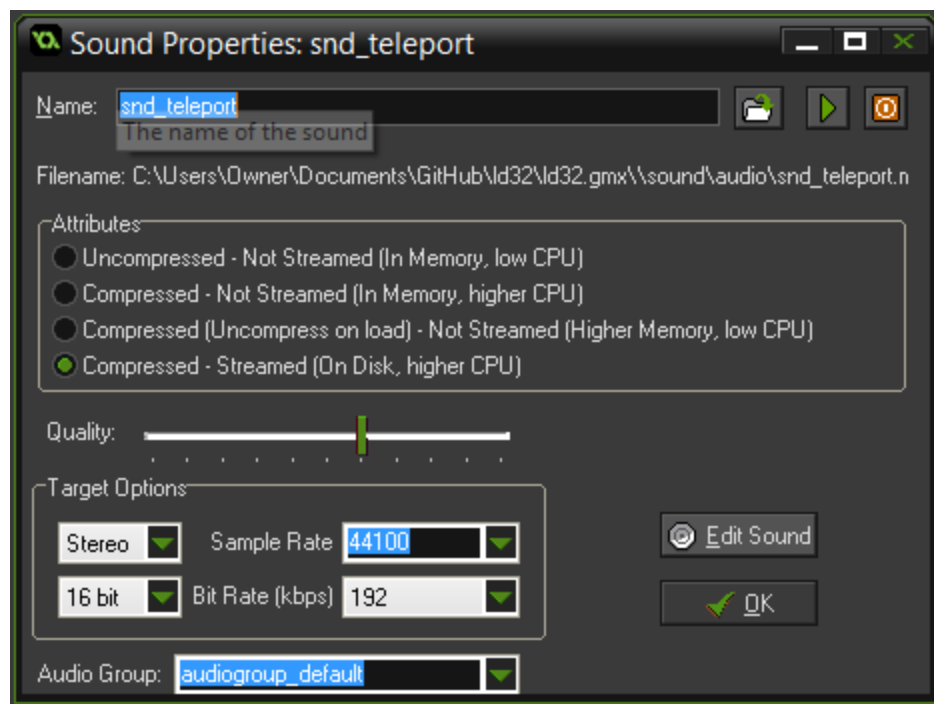 Sound Properties: snd_teleport
Name: snd_teleport
The name of the sound
Filename: C:\Users\Owner\Documents\GitHub\ld32\ld32.gmx\\sound\audio\snd_teleport.n
Attributes
Uncompressed - Not Streamed (In Memory, low CPU)
Compressed - Not Streamed (In Memory, higher CPU)
Compressed (Uncompress on load) - Not Streamed (Higher Memory, low CPU)
Compressed - Streamed (On Disk, higher CPU)
Quality:
Target Options
Stereo Sample Rate 44100
Edit Sound
16 bit Bit Rate (kbps) 192
OK
Audio Group: audiogroup_default